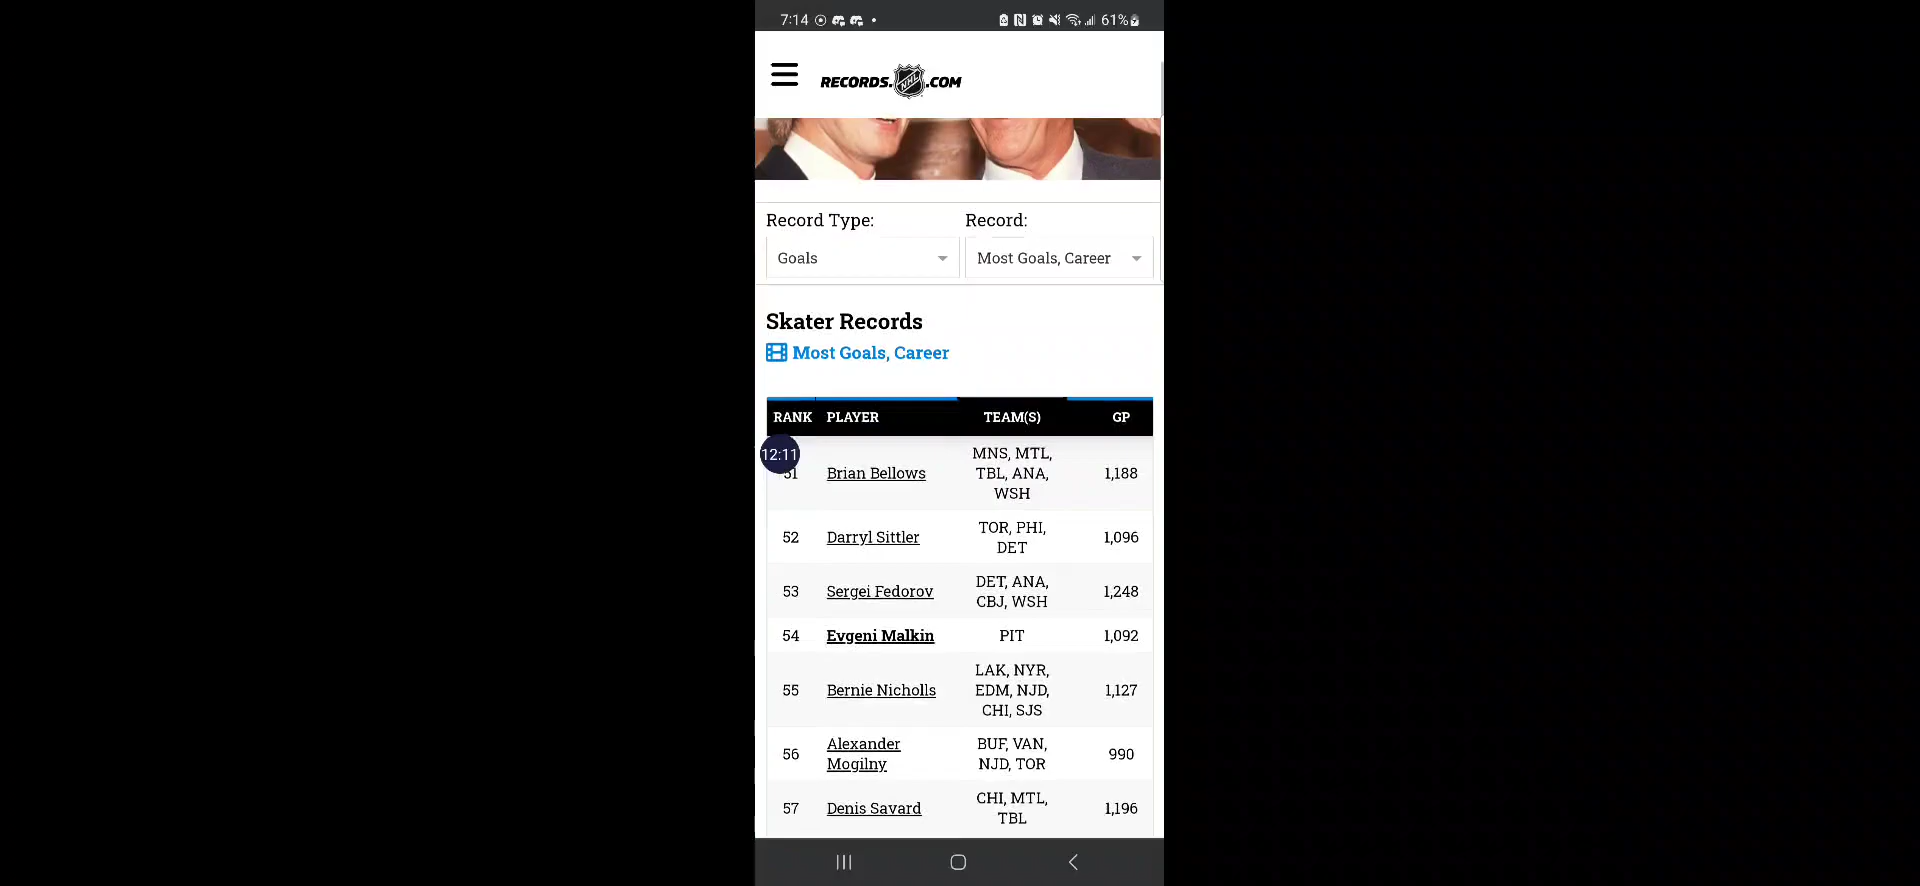 7:14 61%
RECORDS.NHL.COM
Record Type: Record:
Goals Most Goals, Career
Skater Records
Most Goals, Career
RANK PLAYER TEAM(S) GP
12:11
51 Brian Bellows MNS, MTL, TBL, ANA, WSH 1,188
52 Darryl Sittler TOR, PHI, DET 1,096
53 Sergei Fedorov DET, ANA, CBJ, WSH 1,248
54 Evgeni Malkin PIT 1,092
55 Bernie Nicholls LAK, NYR, EDM, NJD, CHI, SJS 1,127
56 Alexander Mogilny BUF, VAN, NJD, TOR 990
57 Denis Savard CHI, MTL, TBL 1,196